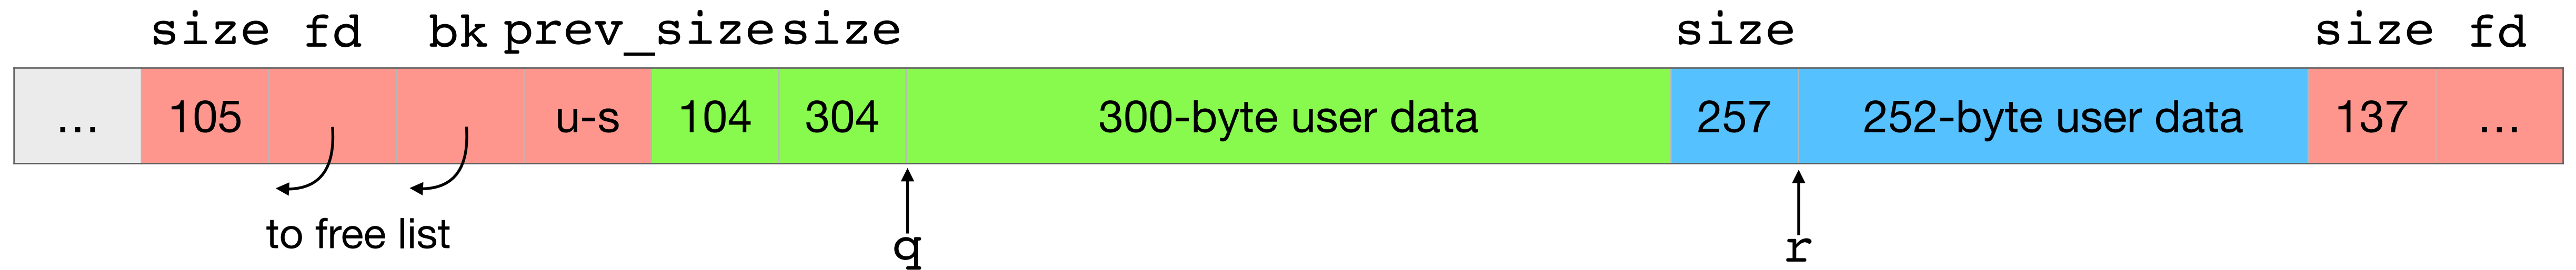 size fd bk prev_size size size size fd
... 105 u-s 104 304 300-byte user data 257 252-byte user data 137 ...
to free list
q r